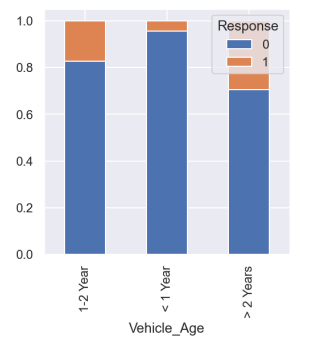 Response
0
1
1.0
0.8
0.6
0.4
0.2
0.0
1-2 Year
< 1 Year
> 2 Years
Vehicle_Age